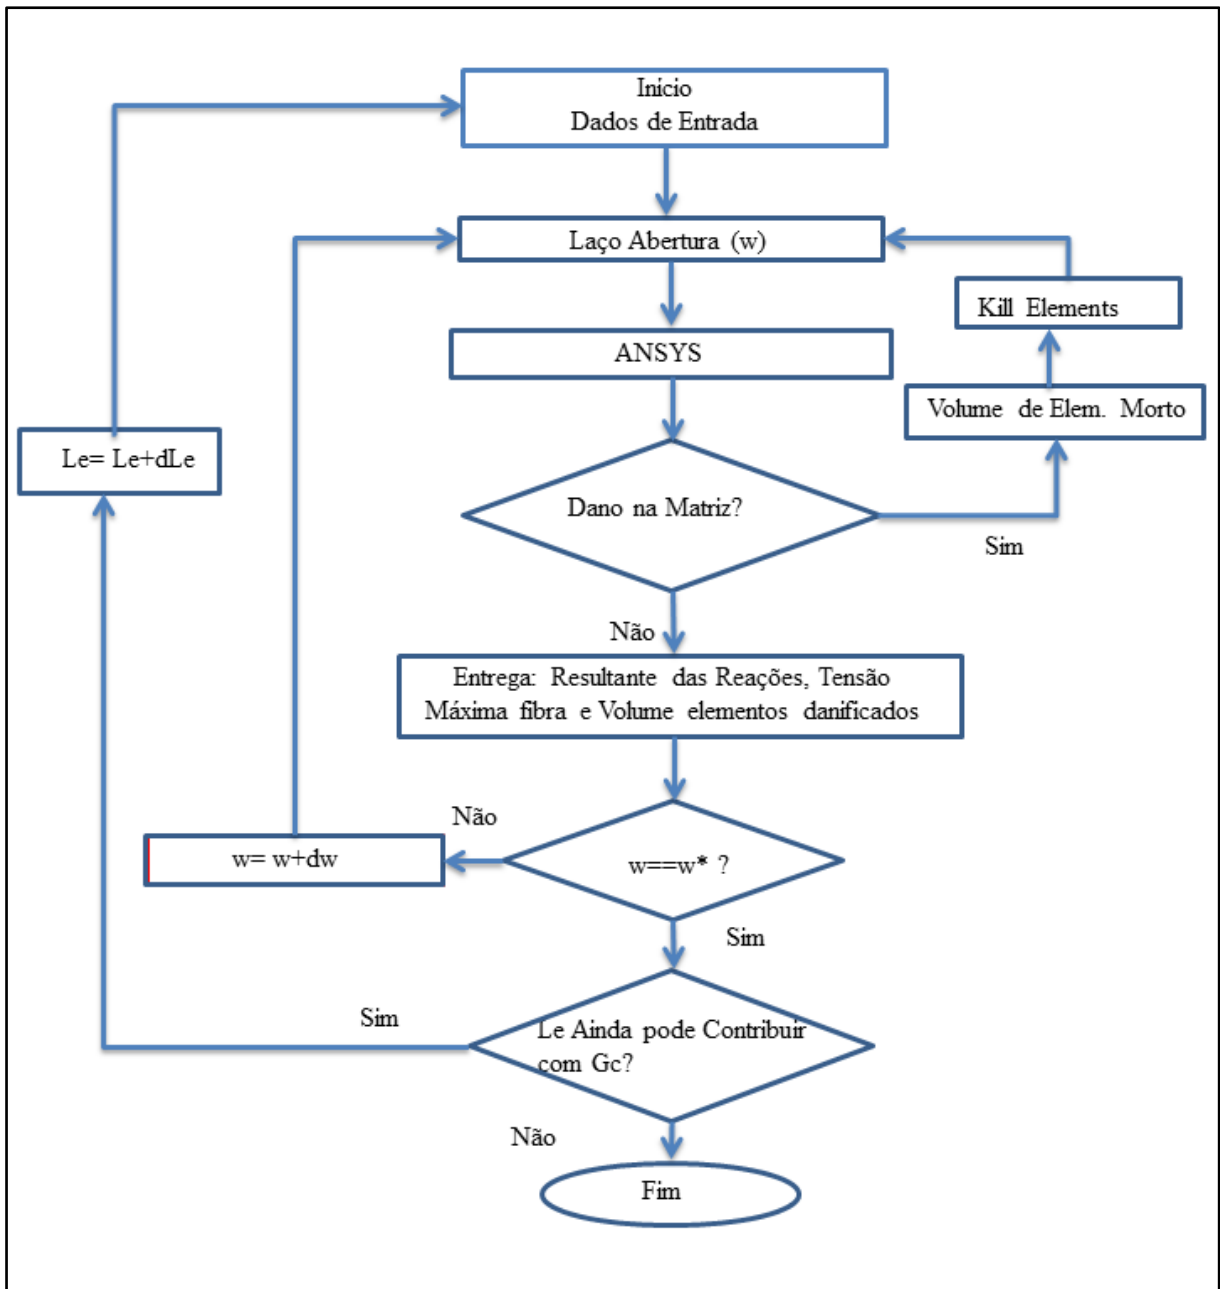 Início
Dados de Entrada
Laço Abertura (w)
Kill Elements
ANSYS
Volume de Elem. Morto
Le= Le+dLe
Dano na Matriz?
Sim
Não
Entrega: Resultante das Reações, Tensão
Máxima fibra e Volume elementos danificados
Não
w= w+dw
w==w* ?
Sim
Sim
Le Ainda pode Contribuir
com Gc?
Não
Fim